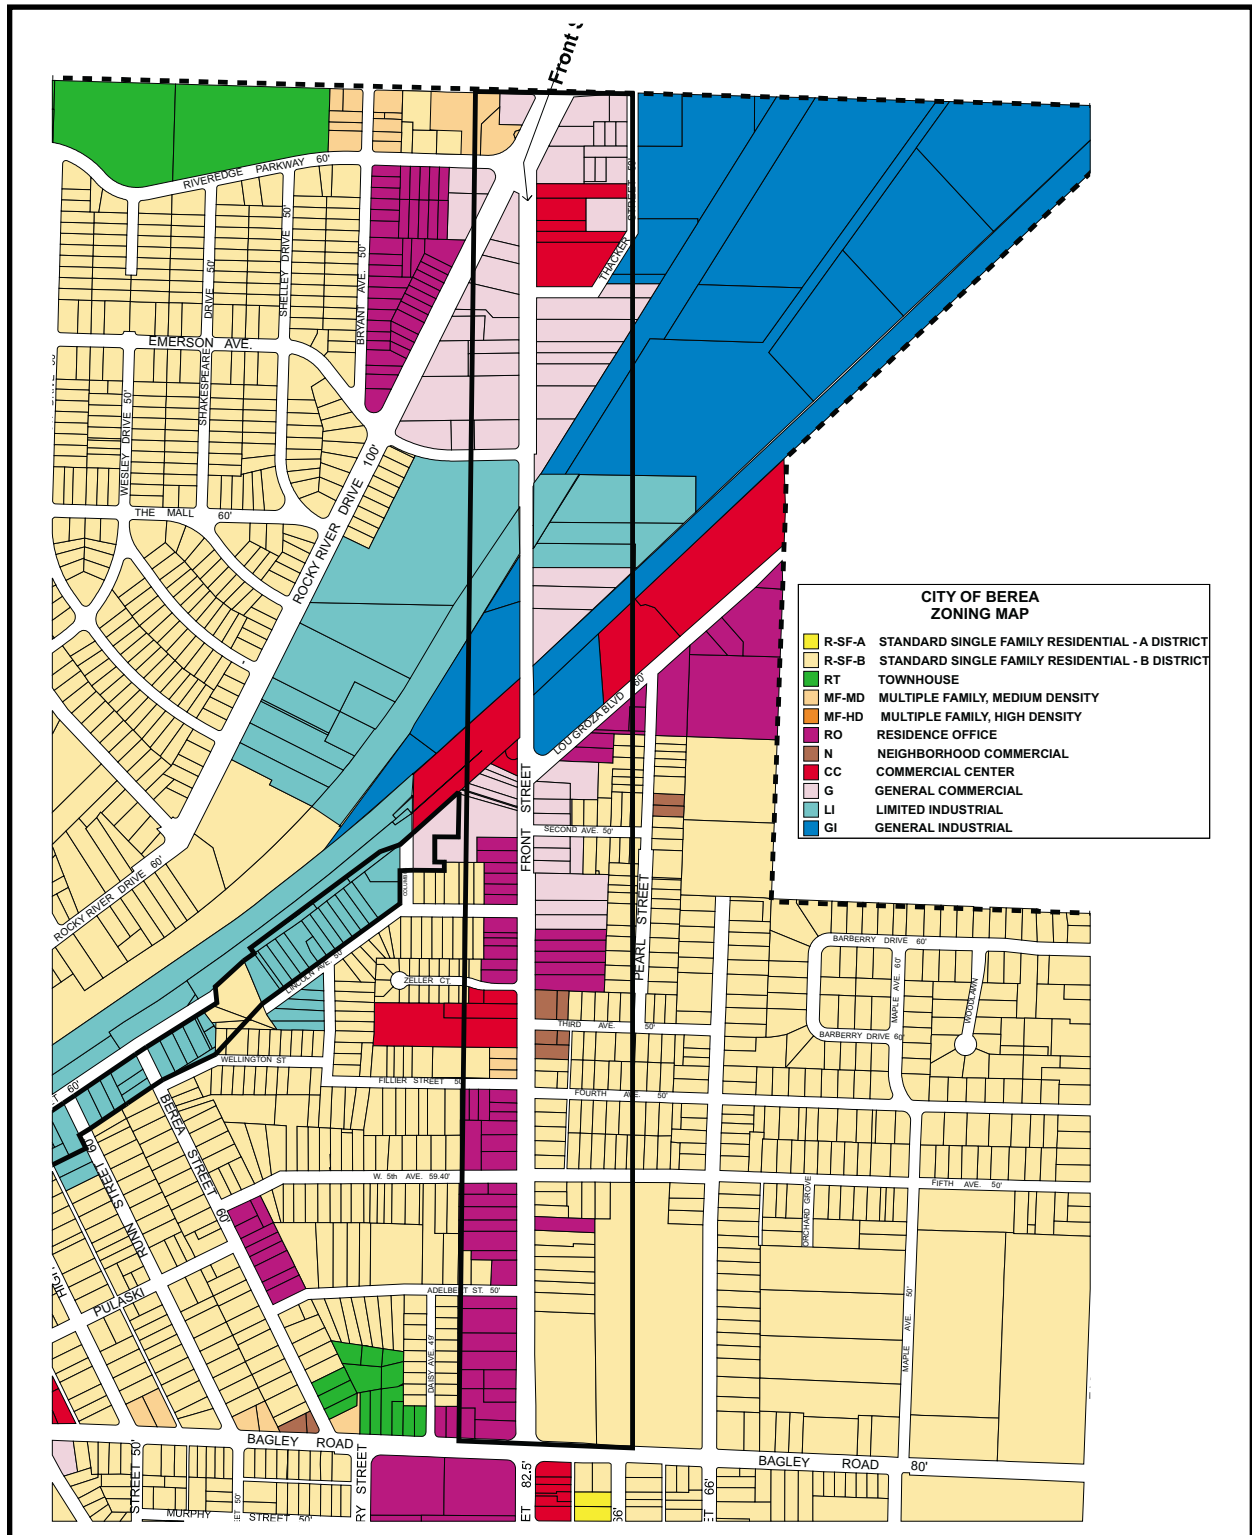 Front S
RIVEREDGE PARKWAY 60'
STREET 50'
THACKER
SHELLEY DRIVE 50'
DRIVE 50'
BRYANT AVE. 50'
EMERSON AVE.
SHAKESPEARE
WESLEY DRIVE 50'
THE MALL 60'
ROCKY RIVER DRIVE 100'
CITY OF BEREA
ZONING MAP
R-SF-A STANDARD SINGLE FAMILY RESIDENTIAL - A DISTRICT
R-SF-B STANDARD SINGLE FAMILY RESIDENTIAL - B DISTRICT
RT TOWNHOUSE
MF-MD MULTIPLE FAMILY, MEDIUM DENSITY
MF-HD MULTIPLE FAMILY, HIGH DENSITY
RO RESIDENCE OFFICE
N NEIGHBORHOOD COMMERCIAL
CC COMMERCIAL CENTER
G GENERAL COMMERCIAL
LI LIMITED INDUSTRIAL
GI GENERAL INDUSTRIAL
LOU GROZA BLVD 60'
FRONT STREET
SECOND AVE. 50'
ROCKY RIVER DRIVE 60'
PEARL STREET
BARBERRY DRIVE 60'
MAPLE AVE. 60'
WOODLAWN
LINCOLN AVE. 50'
ZELLER CT.
THIRD AVE. 50'
BARBERRY DRIVE 60'
WELLINGTON ST
FILLIER STREET 50'
60'
FOURTH AVE. 50'
BEREA STREET 60'
W. 5th AVE. 59.40'
FIFTH AVE. 50'
ORCHARD GROVE
RUNN STREET 60'
HIGH
PULASKI
ADELBERT ST. 50'
DAISY AVE. 49'
MAPLE AVE. 50'
BAGLEY ROAD
BAGLEY ROAD 80'
STREET 50'
RY STREET
ET 82.5'
66'
ET 66'
MURPHY STREET 50'